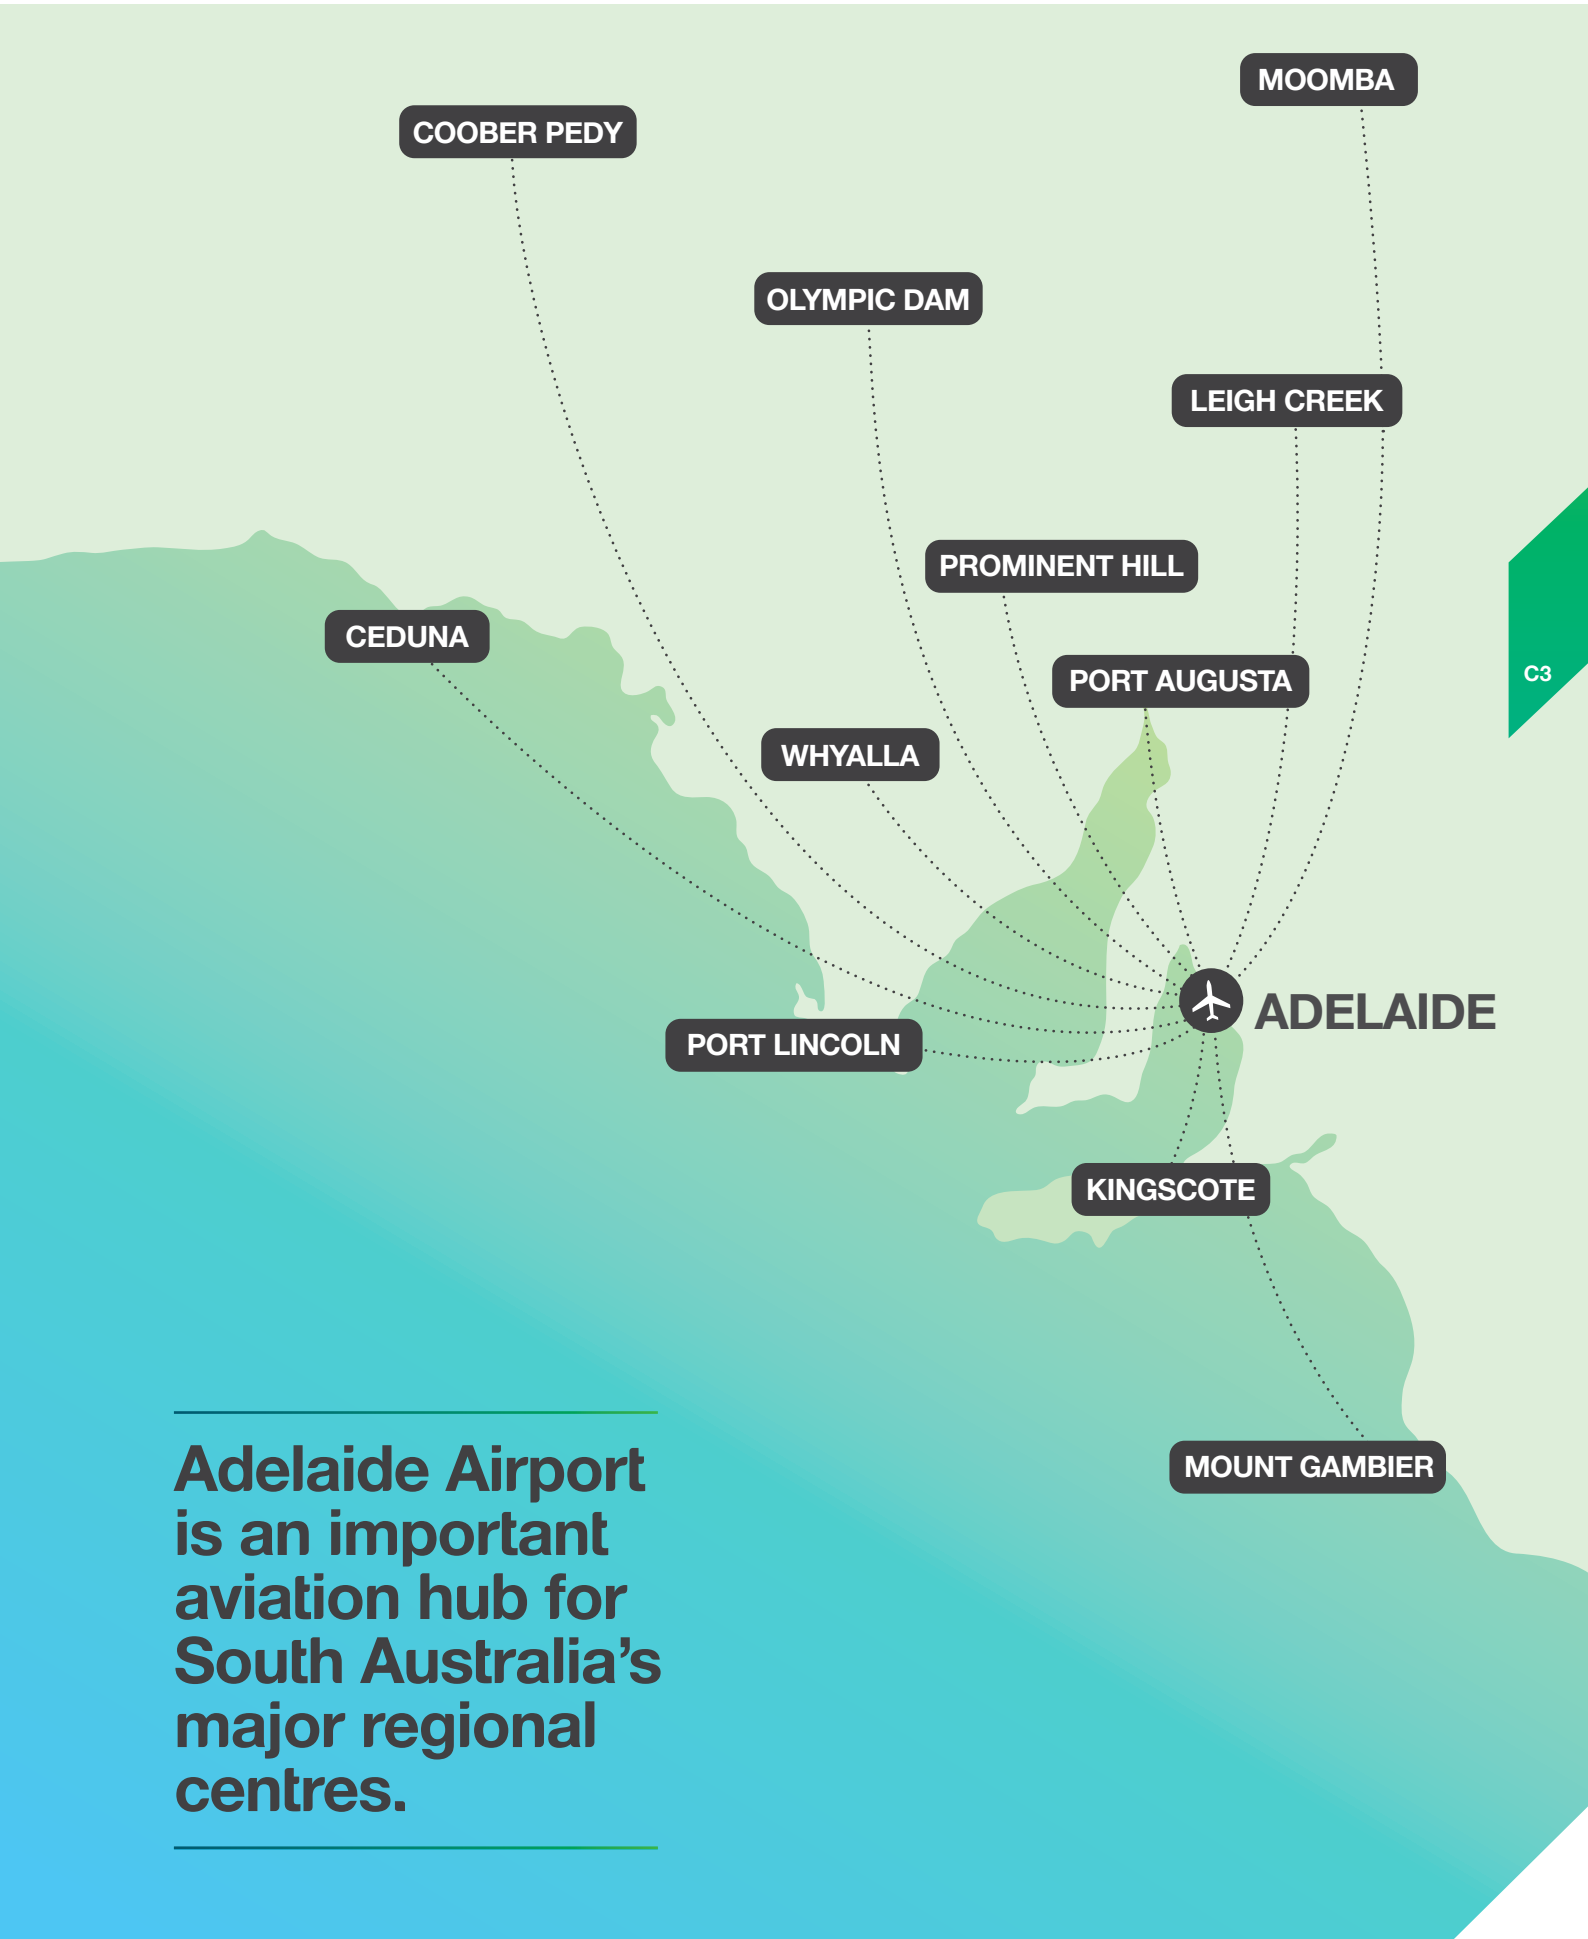 MOOMBA
COOBER PEDY
OLYMPIC DAM
LEIGH CREEK
PROMINENT HILL
CEDUNA
C3
PORT AUGUSTA
WHYALLA
ADELAIDE
PORT LINCOLN
KINGSCOTE
MOUNT GAMBIER
Adelaide Airport
is an important
aviation hub for
South Australia’s
major regional
centres.